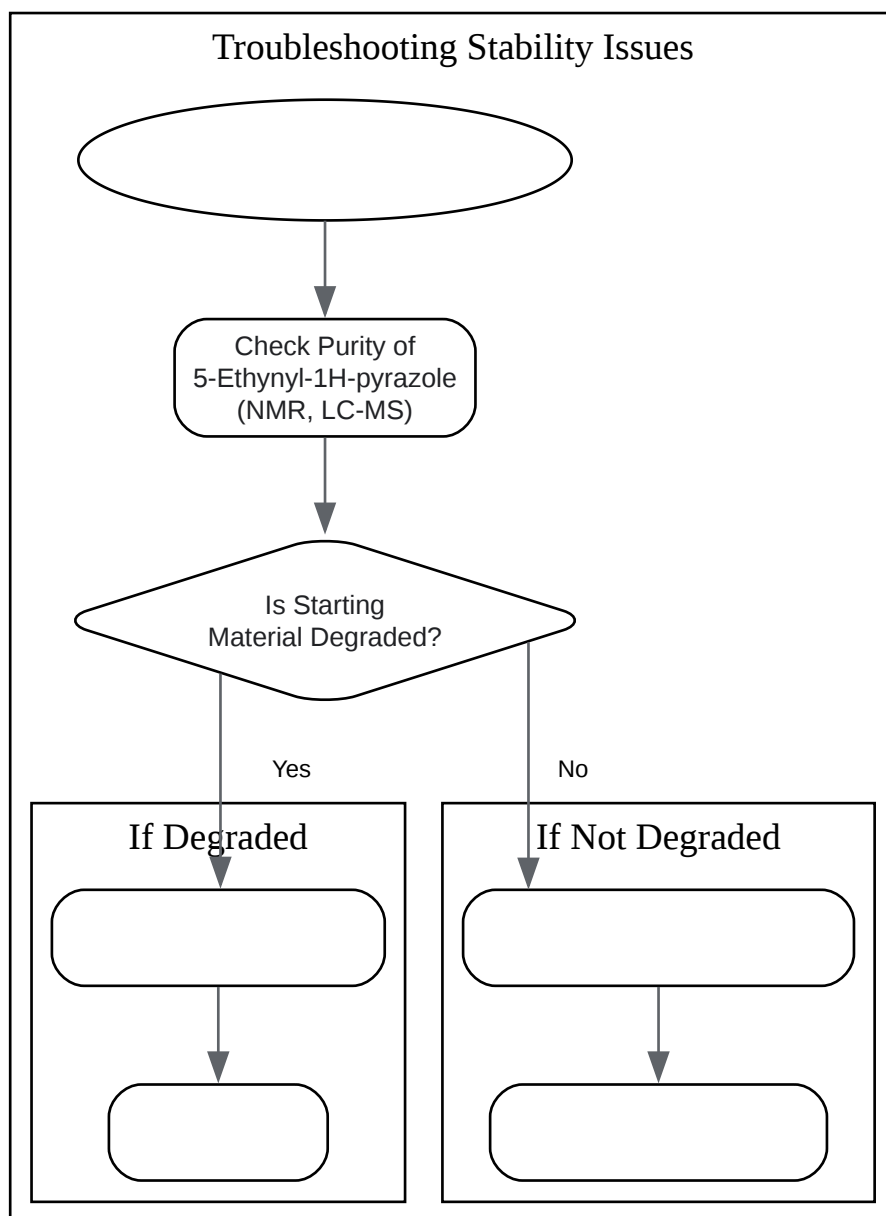 Troubleshooting Stability Issues
Check Purity of
5-Ethynyl-1H-pyrazole
(NMR, LC-MS)
Is Starting
Material Degraded?
Yes
No
If Degraded
If Not Degraded